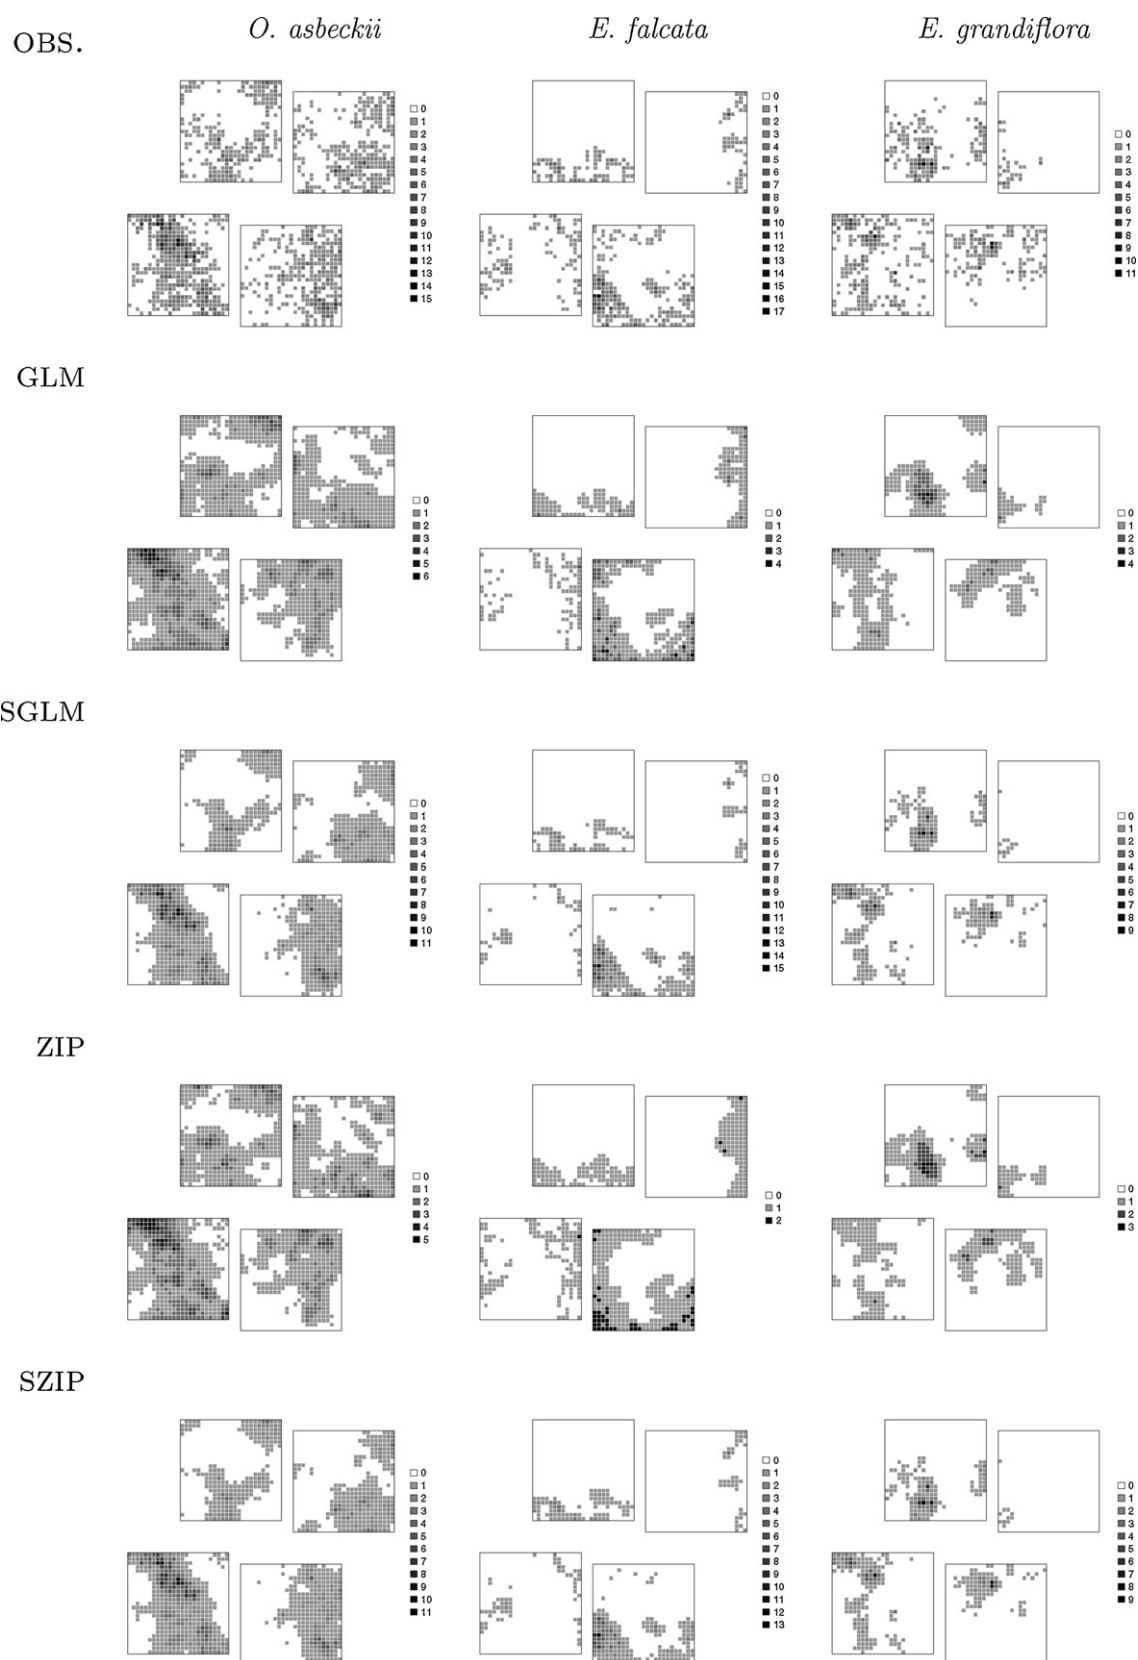 O. asbeckii E. falcata E. grandiflora
OBS.
0 0
1 1
2 2 0
3 3 1
4 4 2
5 5 3
6 6 4
7 7 5
8 8 6
9 9 7
10 10 8
11 11 9
12 12 10
13 13 11
14 14
15 15
16
17
GLM
0
1 0 0
2 1 1
3 2 2
4 3 3
5 4 4
6
SGLM
0
1
0 2
1 3 0
2 4 1
3 5 2
4 6 3
5 7 4
6 8 5
7 9 6
8 10 7
9 11 8
10 12 9
11 13
14
15
ZIP
0
1 0
2 0 1
3 1 2
4 2 3
5
SZIP
0
0 1
1 2 0
2 3 1
3 4 2
4 5 3
5 6 4
6 7 5
7 8 6
8 9 7
9 10 8
10 11 9
11 12
13